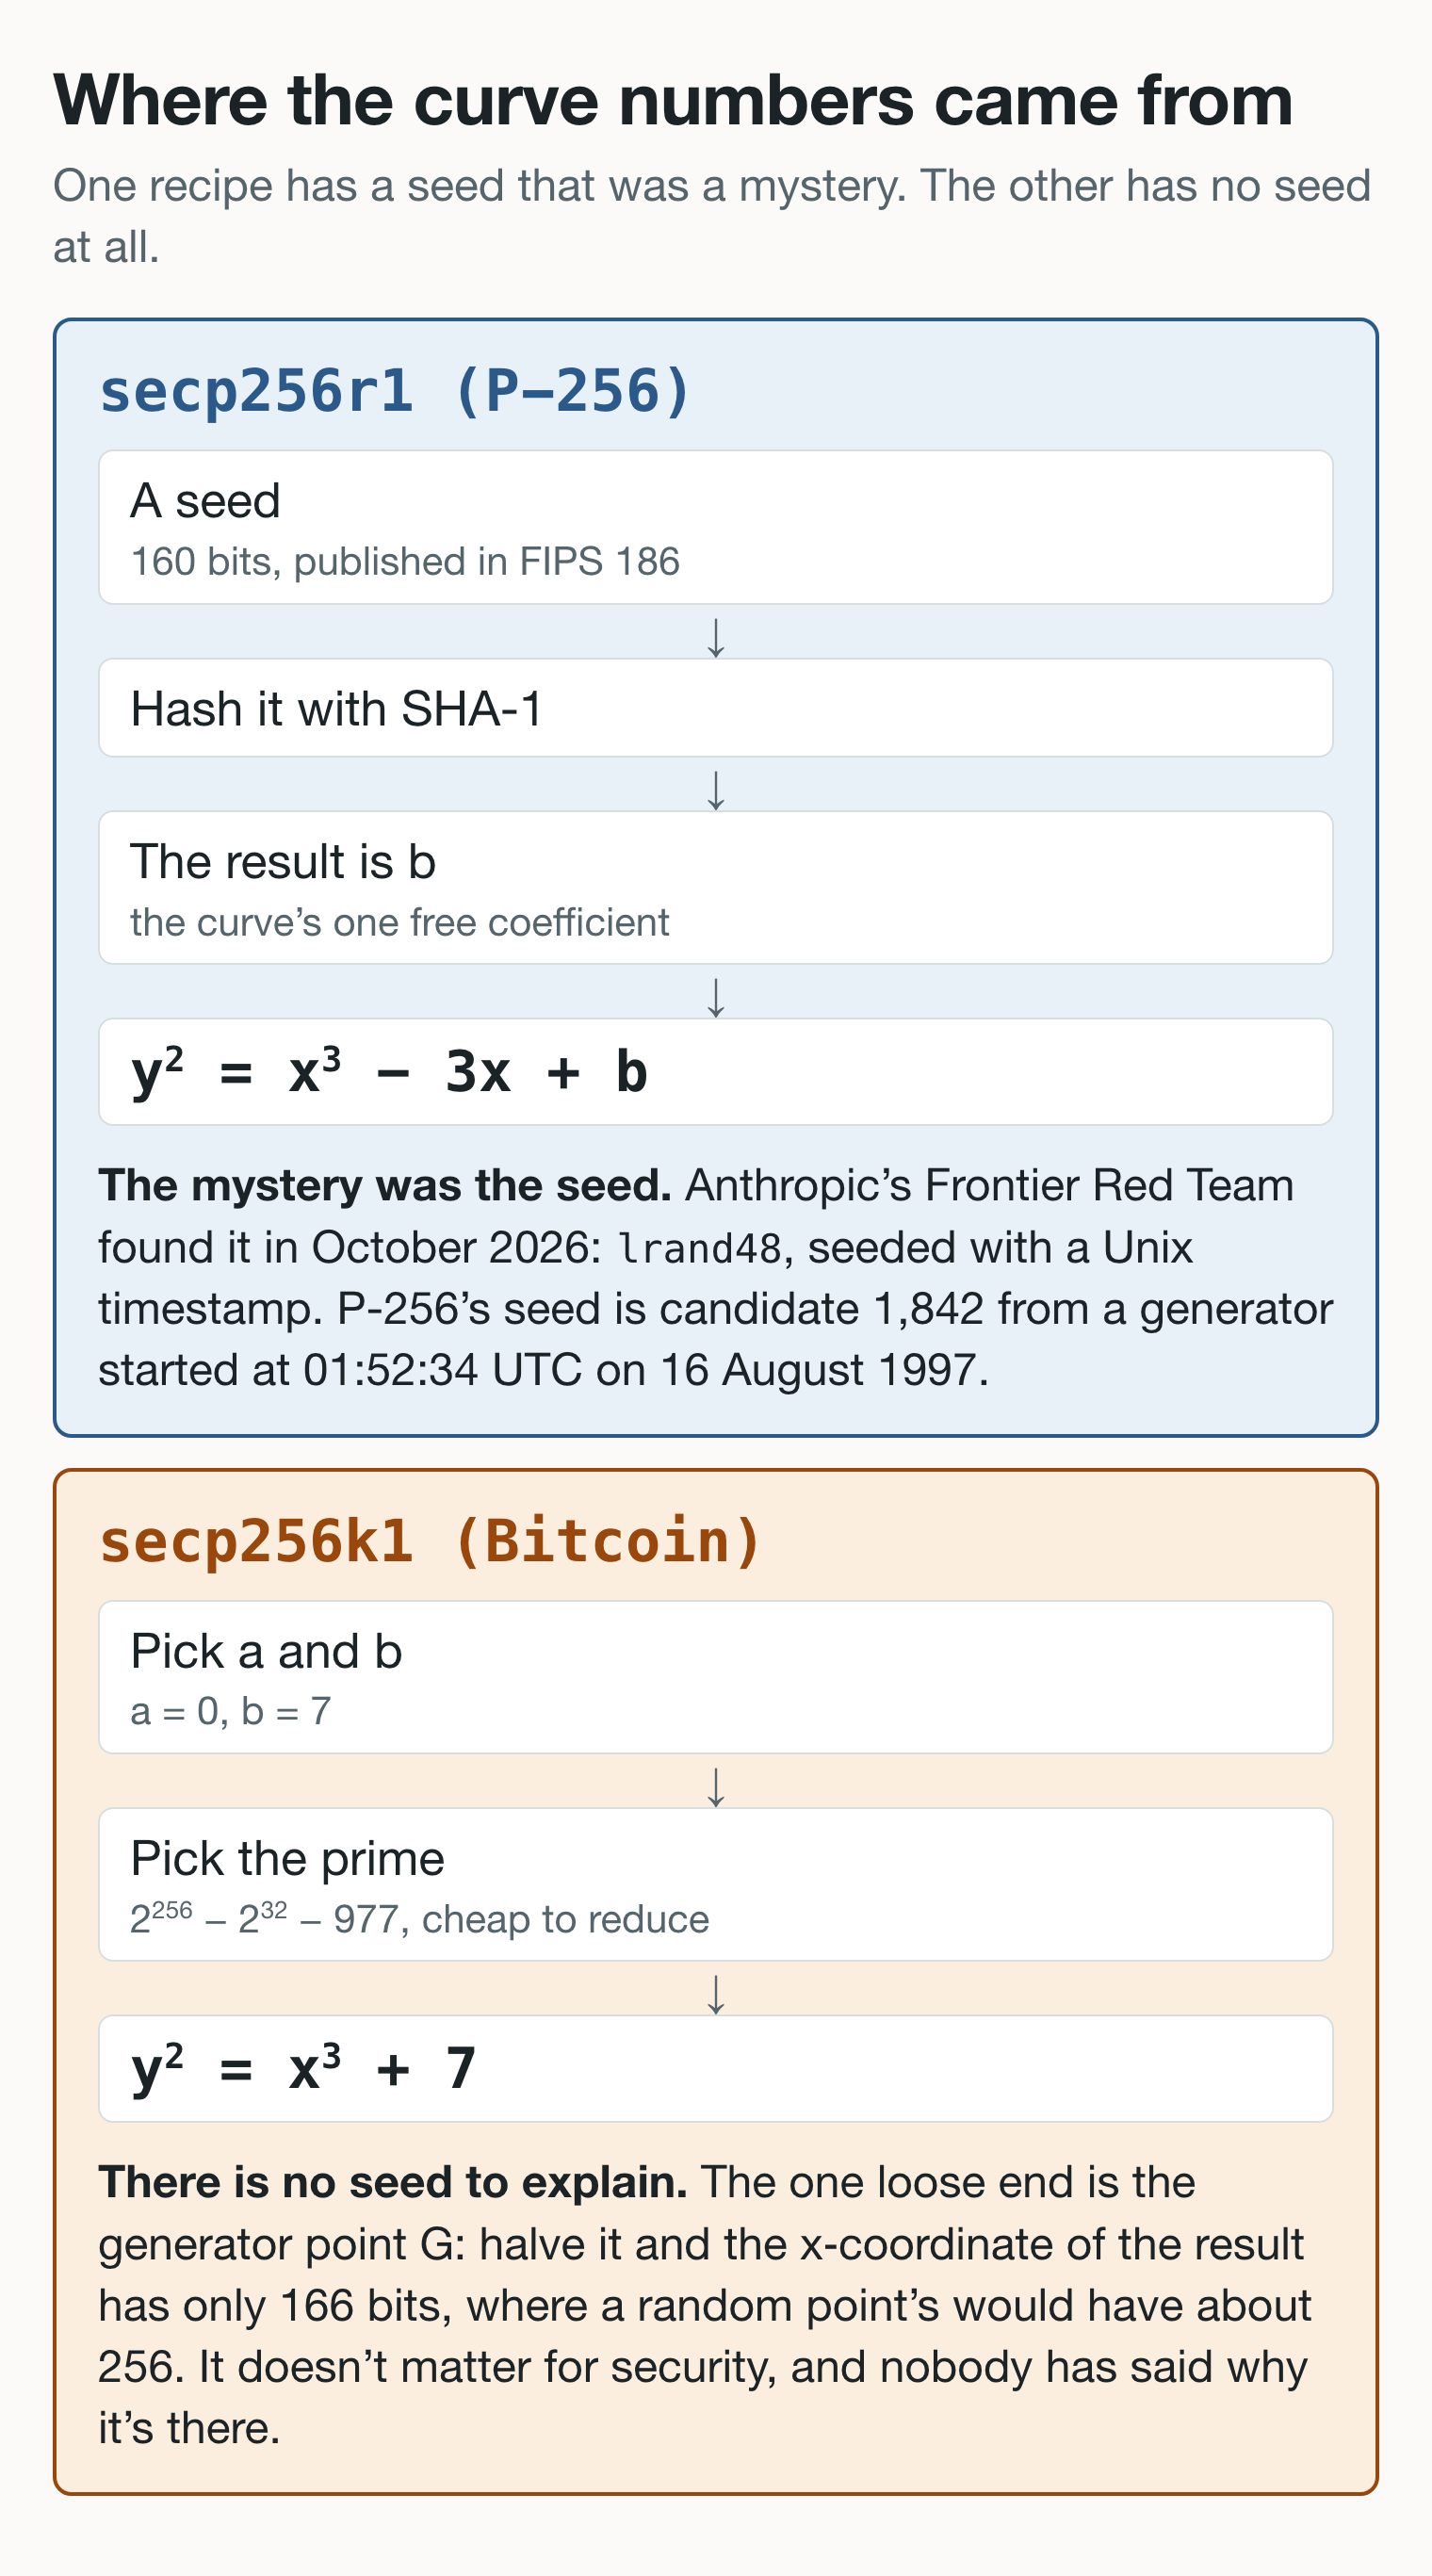 Where the curve numbers came from
One recipe has a seed that was a mystery. The other has no seed
at all.
secp256r1 (P–256)
A seed
160 bits, published in FIPS 186
↓
Hash it with SHA-1
↓
The result is b
the curve’s one free coefficient
↓
y² = x³ − 3x + b
The mystery was the seed. Anthropic’s Frontier Red Team
found it in October 2026: lrand48, seeded with a Unix
timestamp. P-256’s seed is candidate 1,842 from a generator
started at 01:52:34 UTC on 16 August 1997.
secp256k1 (Bitcoin)
Pick a and b
a = 0, b = 7
↓
Pick the prime
2²⁵⁶ – 2³² – 977, cheap to reduce
↓
y² = x³ + 7
There is no seed to explain. The one loose end is the
generator point G: halve it and the x-coordinate of the result
has only 166 bits, where a random point’s would have about
256. It doesn’t matter for security, and nobody has said why
it’s there.